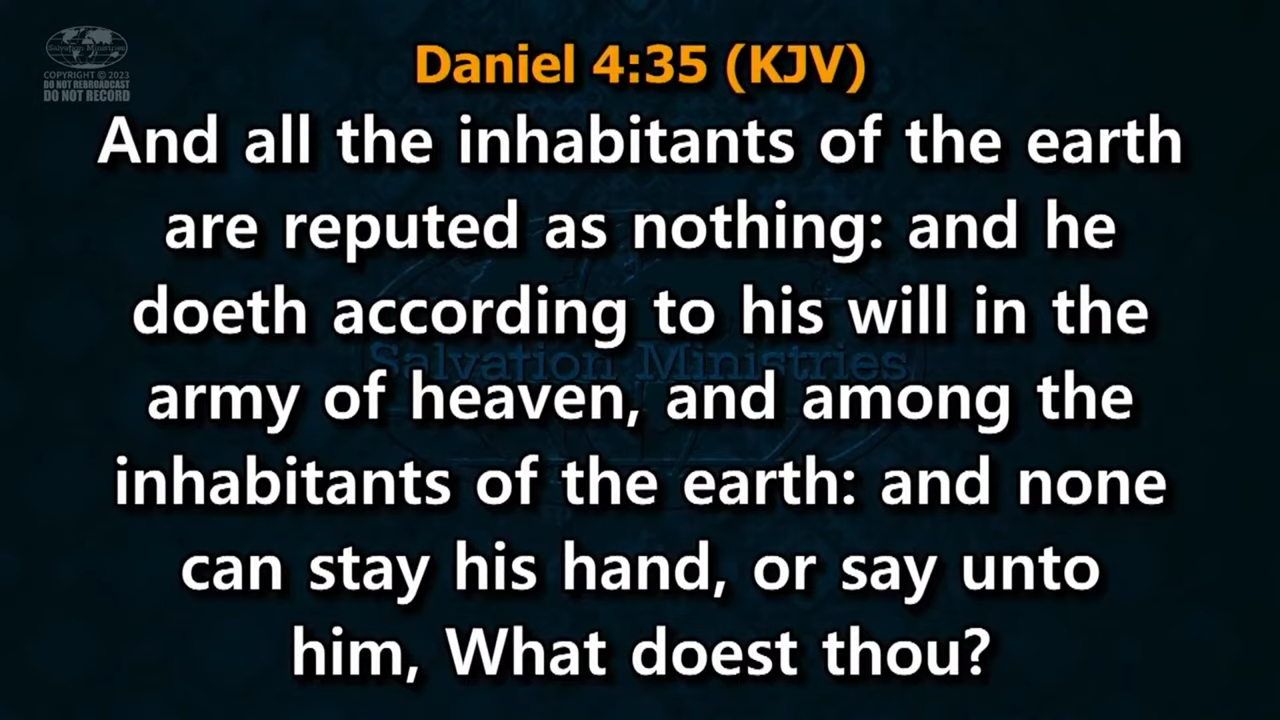 Salvation Ministries
COPYRIGHT © 2023
DO NOT REBROADCAST
DO NOT RECORD
Daniel 4:35 (KJV)
And all the inhabitants of the earth
are reputed as nothing: and he
doeth according to his will in the
Salvation Ministries
army of heaven, and among the
inhabitants of the earth: and none
can stay his hand, or say unto
him, What doest thou?